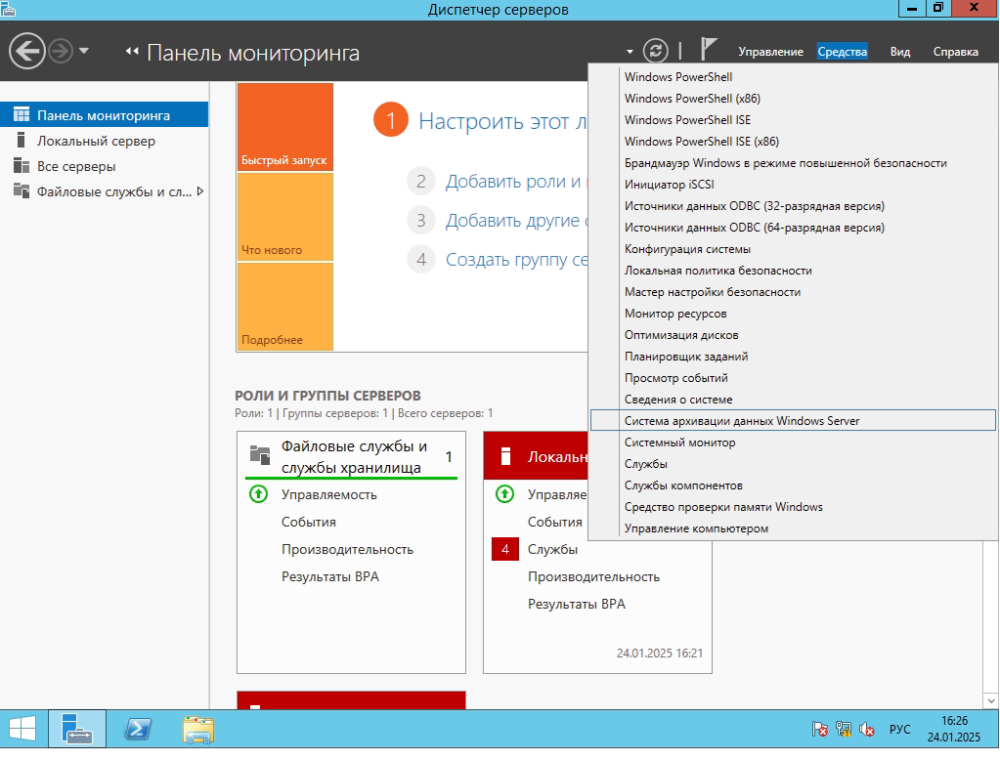 Диспетчер серверов
Панель мониторинга
Управление Средства Вид Справка
Панель мониторинга
Локальный сервер
Все серверы
Файловые службы и сл...
Быстрый запуск
Что нового
Подробнее
1 Настроить этот л
2 Добавить роли и
3 Добавить другие
4 Создать группу се
Windows PowerShell
Windows PowerShell (x86)
Windows PowerShell ISE
Windows PowerShell ISE (x86)
Брандмауэр Windows в режиме повышенной безопасности
Инициатор iSCSI
Источники данных ODBC (32-разрядная версия)
Источники данных ODBC (64-разрядная версия)
Конфигурация системы
Локальная политика безопасности
Мастер настройки безопасности
Монитор ресурсов
Оптимизация дисков
Планировщик заданий
Просмотр событий
Сведения о системе
Система архивации данных Windows Server
Системный монитор
Службы
Службы компонентов
Средство проверки памяти Windows
Управление компьютером
РОЛИ И ГРУППЫ СЕРВЕРОВ
Роли: 1 | Группы серверов: 1 | Всего серверов: 1
Файловые службы и
службы хранилища
1
Управляемость
События
Производительность
Результаты BPA
Локальн
Управляе
События
4 Службы
Производительность
Результаты BPA
24.01.2025 16:21
РУС
16:26
24.01.2025